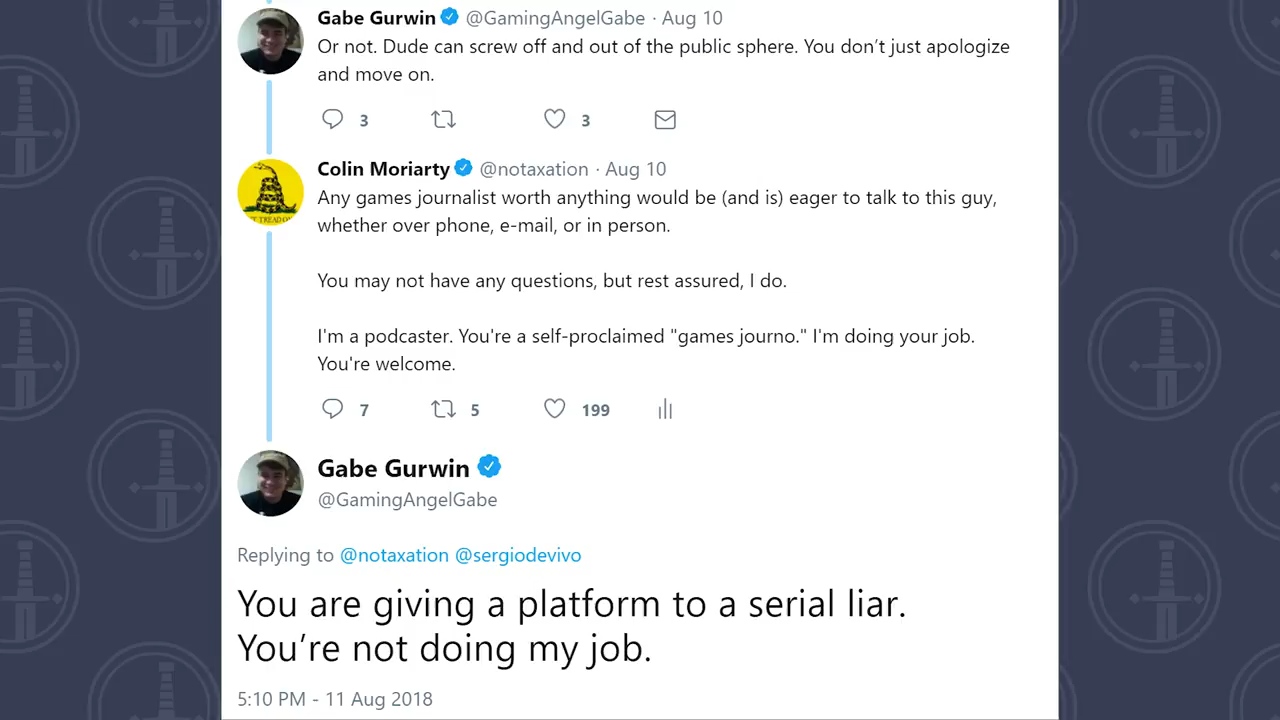 Gabe Gurwin @GamingAngelGabe · Aug 10
Or not. Dude can screw off and out of the public sphere. You don’t just apologize
and move on.
3 3
Colin Moriarty @notaxation · Aug 10
Any games journalist worth anything would be (and is) eager to talk to this guy,
whether over phone, e-mail, or in person.
You may not have any questions, but rest assured, I do.
I'm a podcaster. You're a self-proclaimed "games journo." I'm doing your job.
You're welcome.
7 5 199
Gabe Gurwin
@GamingAngelGabe
Replying to @notaxation @sergiodevivo
You are giving a platform to a serial liar.
You’re not doing my job.
5:10 PM - 11 Aug 2018